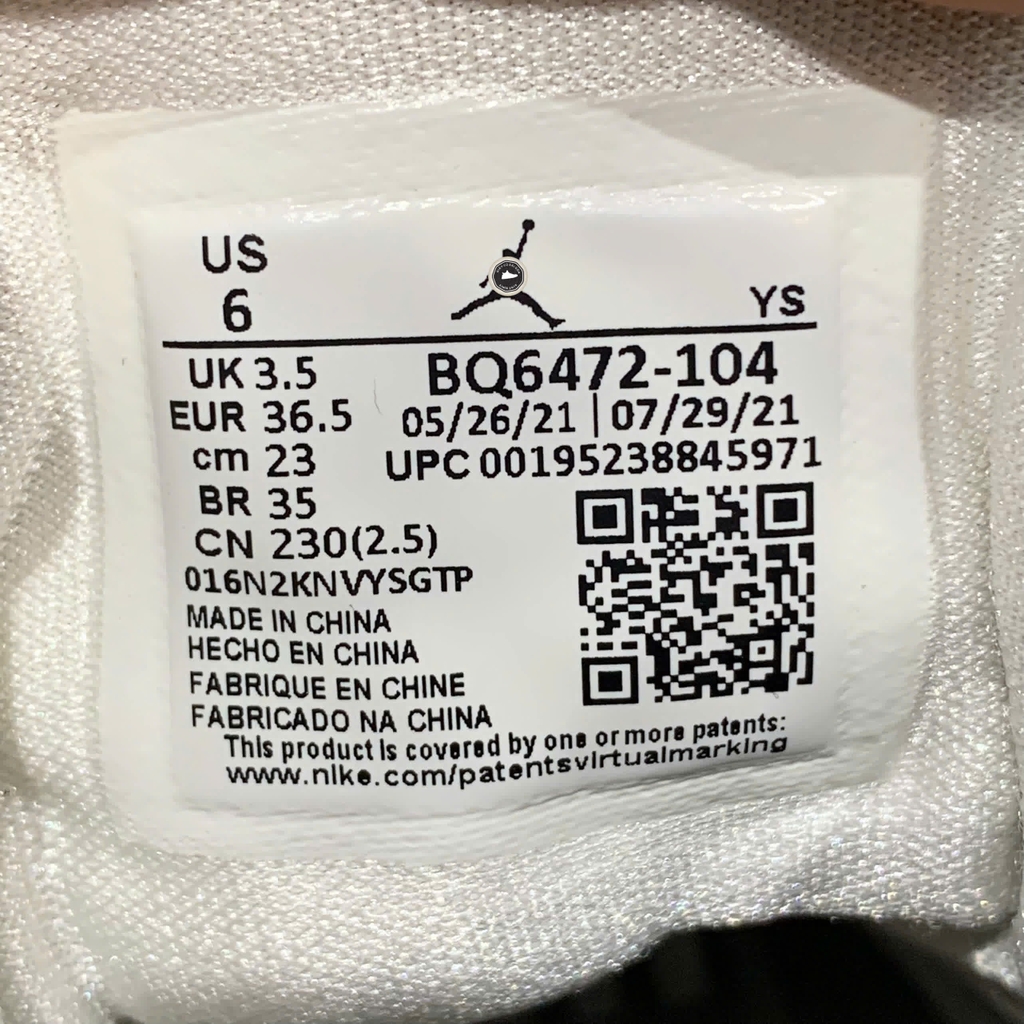 US
6
YS
UK 3.5
BQ6472-104
EUR 36.5
05/26/21 | 07/29/21
cm 23
UPC 00195238845971
BR 35
CN 230(2.5)
016N2KNVYSGTP
MADE IN CHINA
HECHO EN CHINA
FABRIQUE EN CHINE
FABRICADO NA CHINA
This product is covered by one or more patents:
www.nike.com/patentsvirtualmarking